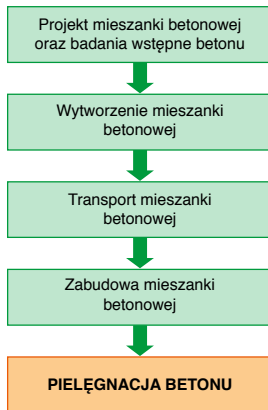 Projekt mieszanki betonowej
oraz badania wstępne betonu
Wytworzenie mieszanki
betonowej
Transport mieszanki
betonowej
Zabudowa mieszanki
betonowej
PIELĘGNACJA BETONU